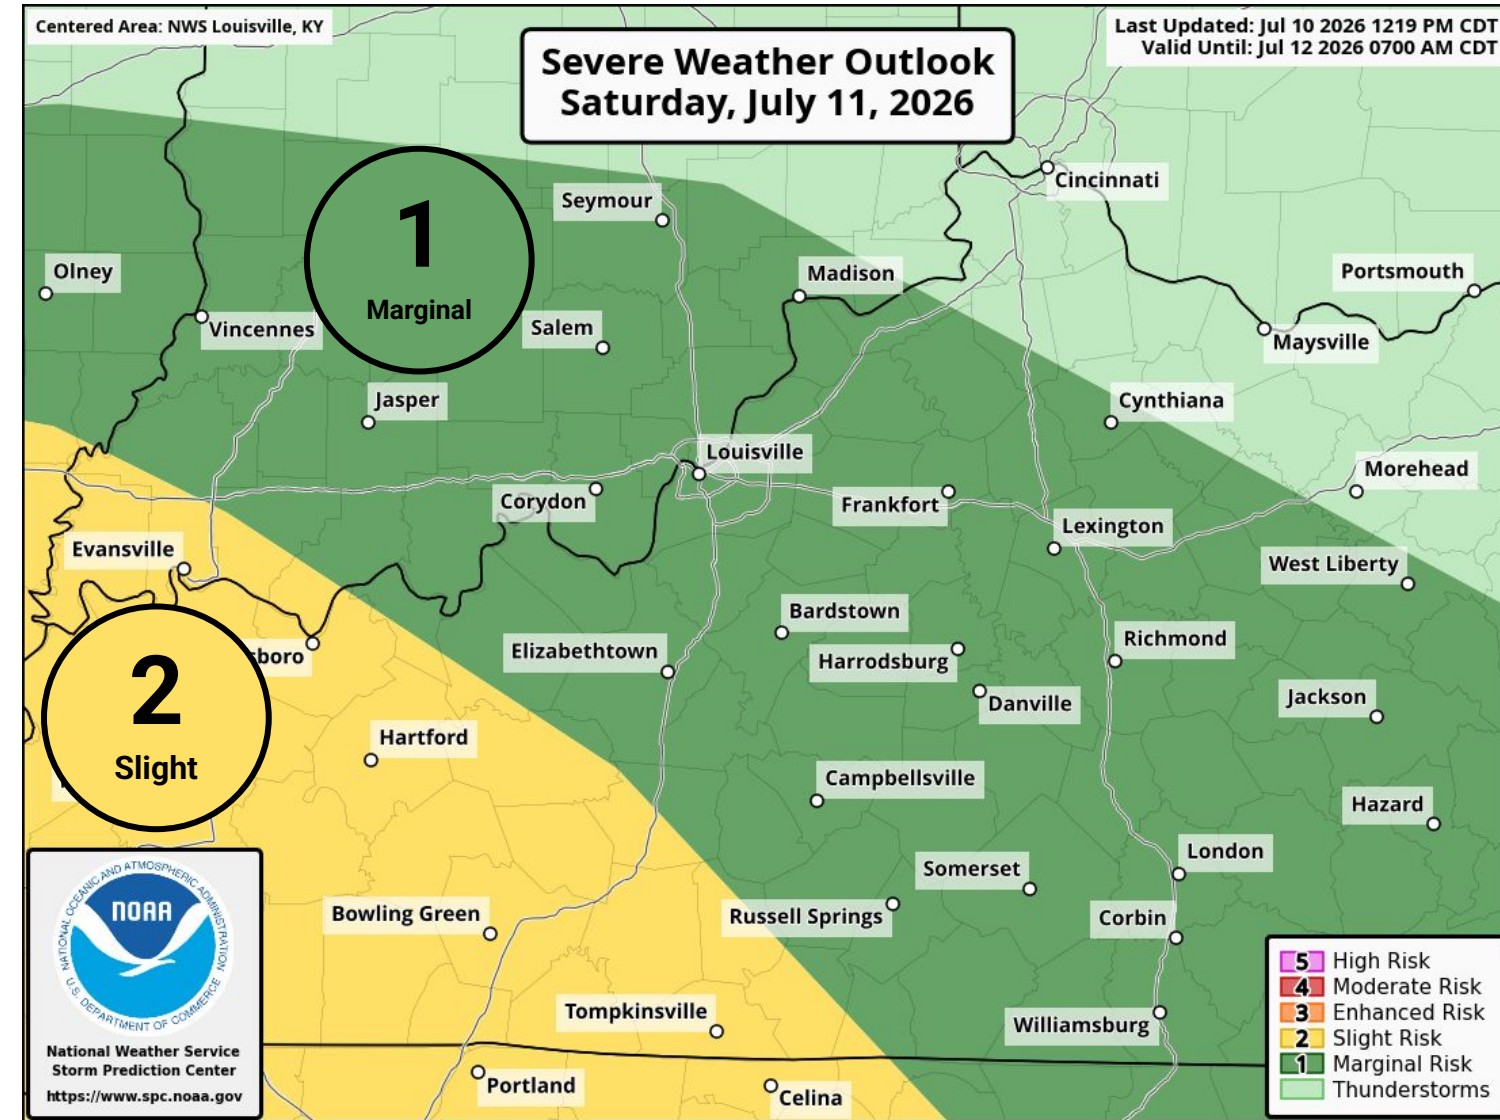 Centered Area: NWS Louisville, KY
Last Updated: Jul 10 2026 1219 PM CDT
Valid Until: Jul 12 2026 0700 AM CDT
Severe Weather Outlook
Saturday, July 11, 2026
Cincinnati
Seymour
1
Marginal
Olney
Madison
Portsmouth
Vincennes
Salem
Maysville
Jasper
Cynthiana
Louisville
Morehead
Corydon
Frankfort
Lexington
Evansville
West Liberty
Bardstown
Richmond
sboro
Elizabethtown
Harrodsburg
2
Slight
Danville
Jackson
Hartford
Campbellsville
Hazard
London
Somerset
Bowling Green
Russell Springs
Corbin
Tompkinsville
Williamsburg
Portland
Celina
NATIONAL OCEANIC AND ATMOSPHERIC ADMINISTRATION
NOAA
U.S. DEPARTMENT OF COMMERCE
National Weather Service
Storm Prediction Center
https://www.spc.noaa.gov
5 High Risk
4 Moderate Risk
3 Enhanced Risk
2 Slight Risk
1 Marginal Risk
Thunderstorms